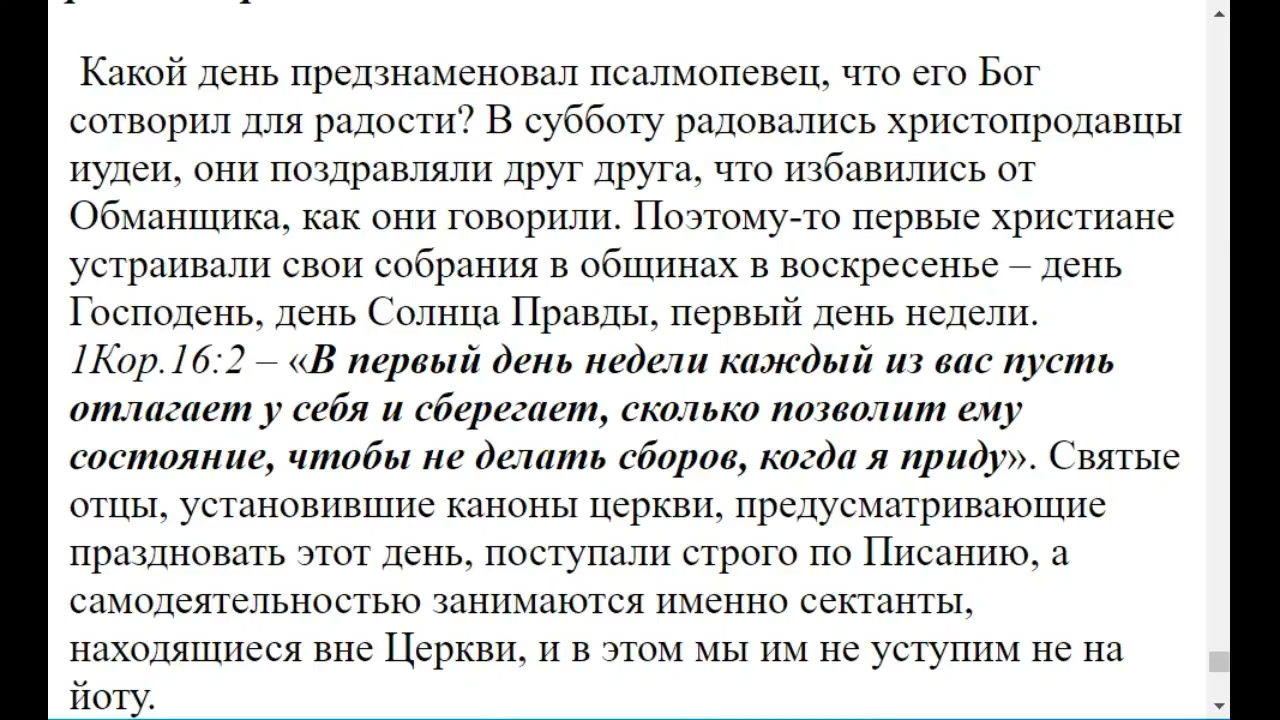 Какой день предзнаменовал псалмопевец, что его Бог
сотворил для радости? В субботу радовались христопродавцы
иудеи, они поздравляли друг друга, что избавились от
Обманщика, как они говорили. Поэтому-то первые христиане
устраивали свои собрания в общинах в воскресенье – день
Господень, день Солнца Правды, первый день недели.
1Кор.16:2 – «В первый день недели каждый из вас пусть
отлагает у себя и сберегает, сколько позволит ему
состояние, чтобы не делать сборов, когда я приду». Святые
отцы, установившие каноны церкви, предусматривающие
праздновать этот день, поступали строго по Писанию, а
самодеятельностью занимаются именно сектанты,
находящиеся вне Церкви, и в этом мы им не уступим не на
йоту.